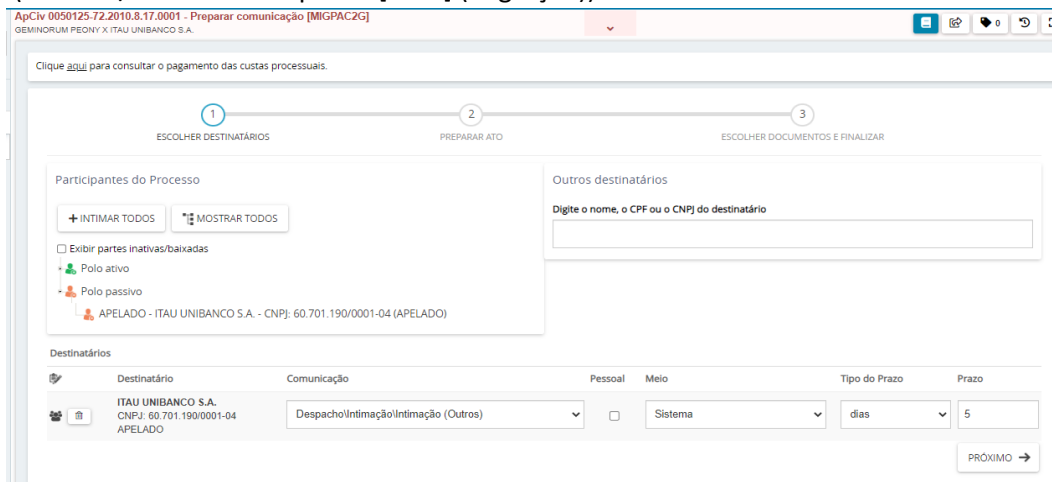 ApCiv 0050125-72.2010.8.17.0001 - Preparar comunicação [MIGPAC2G]
GEMINORUM PEONY X ITAU UNIBANCO S.A.
0
Clique aqui para consultar o pagamento das custas processuais.
1
2
3
ESCOLHER DESTINATÁRIOS
PREPARAR ATO
ESCOLHER DOCUMENTOS E FINALIZAR
Participantes do Processo
+ INTIMAR TODOS
MOSTRAR TODOS
Exibir partes inativas/baixadas
Polo ativo
Polo passivo
APELADO - ITAU UNIBANCO S.A. - CNPJ: 60.701.190/0001-04 (APELADO)
Outros destinatários
Digite o nome, o CPF ou o CNPJ do destinatário
Destinatários
Destinatário Comunicação Pessoal Meio Tipo do Prazo Prazo
ITAU UNIBANCO S.A.
CNPJ: 60.701.190/0001-04
APELADO
Despacho\Intimação\Intimação (Outros)
Sistema
dias
5
PRÓXIMO →